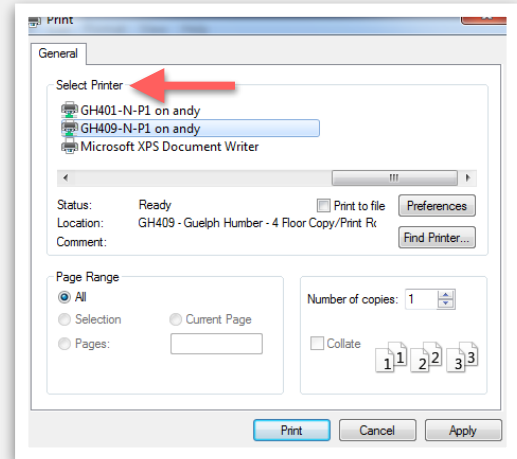 Print
General
Select Printer
GH401-N-P1 on andy
GH409-N-P1 on andy
Microsoft XPS Document Writer
Status: Ready
Print to file
Preferences
Location: GH409 - Guelph Humber - 4 Floor Copy/Print Rc
Comment:
Find Printer...
Page Range
All
Selection
Current Page
Pages:
Number of copies: 1
Collate
1 1 2 2 3 3
Print
Cancel
Apply